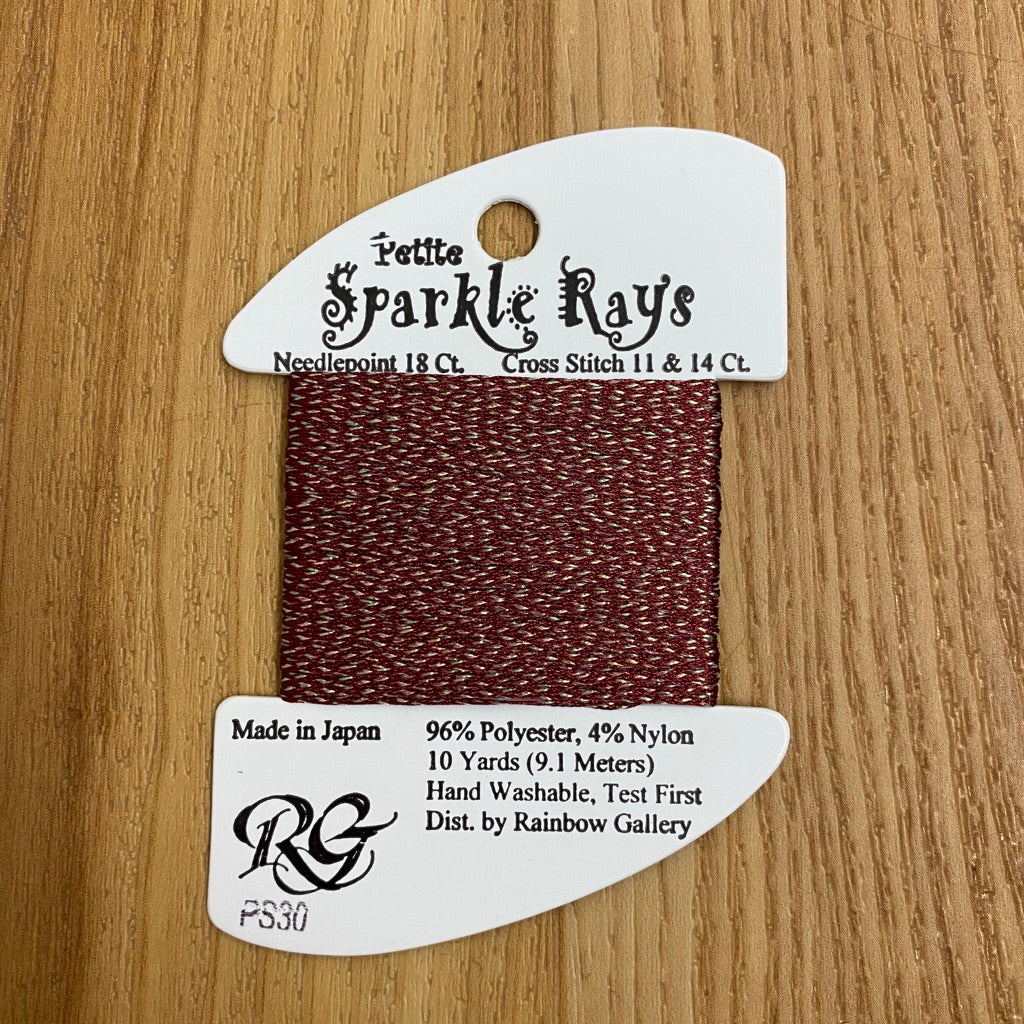 Petite
Sparkle Rays
Needlepoint 18 Ct. Cross Stitch 11 & 14 Ct.
Made in Japan
96% Polyester, 4% Nylon
10 Yards (9.1 Meters)
Hand Washable, Test First
Dist. by Rainbow Gallery
RG
PS30